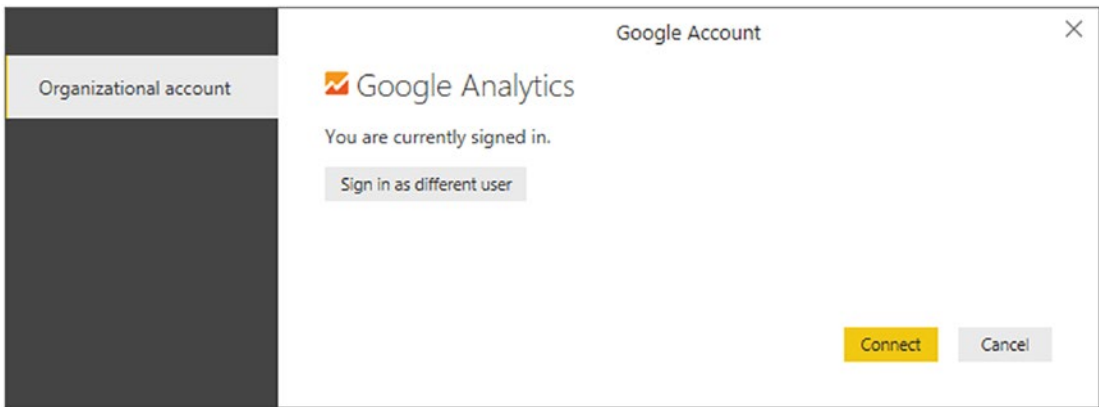 Google Account
Organizational account
Google Analytics
You are currently signed in.
Sign in as different user
Connect
Cancel